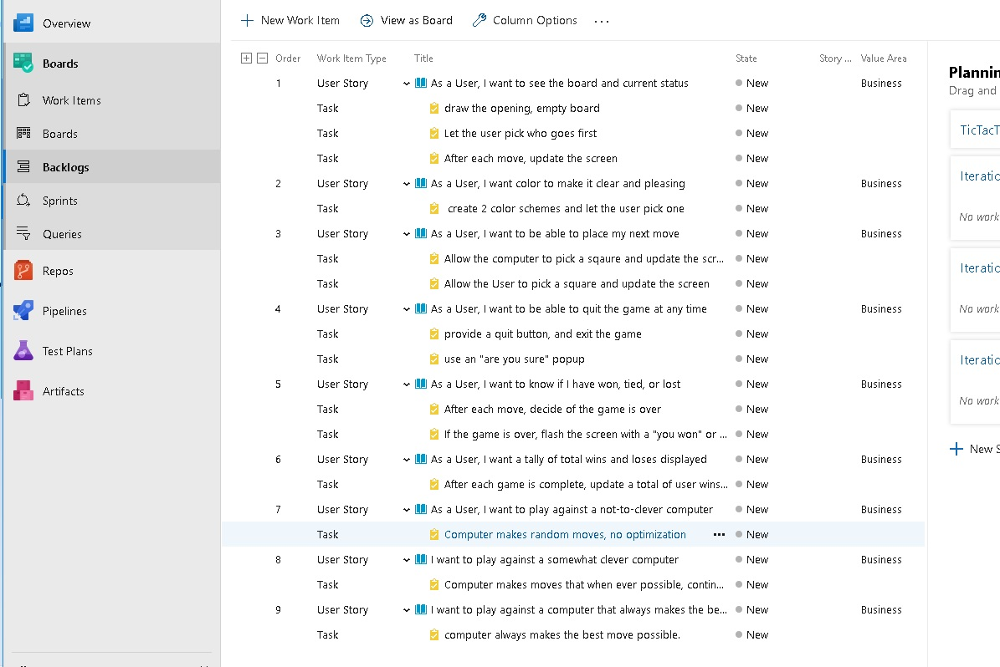 Overview
Boards
Work Items
Boards
Backlogs
Sprints
Queries
Repos
Pipelines
Test Plans
Artifacts
New Work Item View as Board Column Options ...
Order Work Item Type Title State Story ... Value Area
1 User Story As a User, I want to see the board and current status New Business
Task draw the opening, empty board New
Task Let the user pick who goes first New
Task After each move, update the screen New
2 User Story As a User, I want color to make it clear and pleasing New Business
Task create 2 color schemes and let the user pick one New
3 User Story As a User, I want to be able to place my next move New Business
Task Allow the computer to pick a sqaure and update the scr... New
Task Allow the User to pick a square and update the screen New
4 User Story As a User, I want to be able to quit the game at any time New Business
Task provide a quit button, and exit the game New
Task use an "are you sure" popup New
5 User Story As a User, I want to know if I have won, tied, or lost New Business
Task After each move, decide of the game is over New
Task If the game is over, flash the screen with a "you won" or ... New
6 User Story As a User, I want a tally of total wins and loses displayed New Business
Task After each game is complete, update a total of user wins... New
7 User Story As a User, I want to play against a not-to-clever computer New Business
Task Computer makes random moves, no optimization ... New
8 User Story I want to play against a somewhat clever computer New Business
Task Computer makes moves that when ever possible, contin... New
9 User Story I want to play against a computer that always makes the be... New Business
Task computer always makes the best move possible. New
Plannin
Drag and
TicTacT
Iteratic
No work
Iteratic
No work
Iteratic
No work
New S